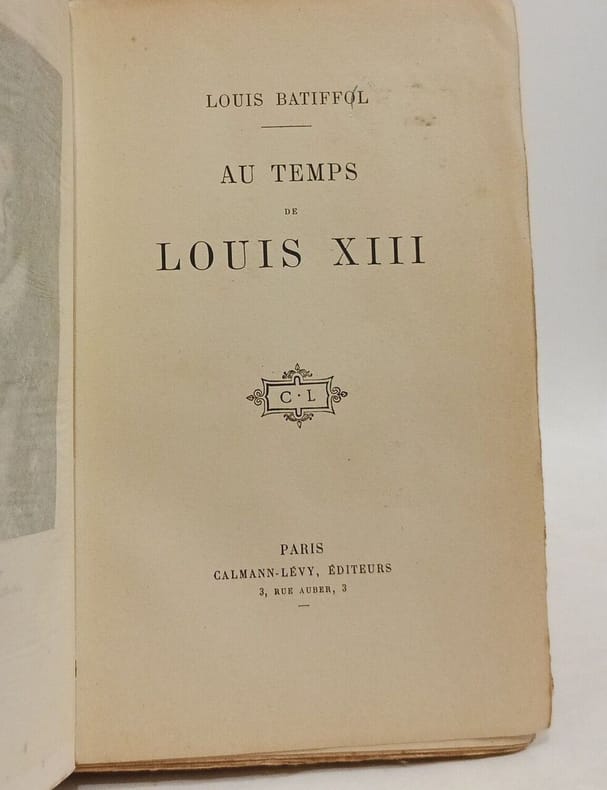 LOUIS BATIFFOL
AU TEMPS
DE
LOUIS XIII
C·L
PARIS
CALMANN-LÉVY, ÉDITEURS
3, RUE AUBER, 3